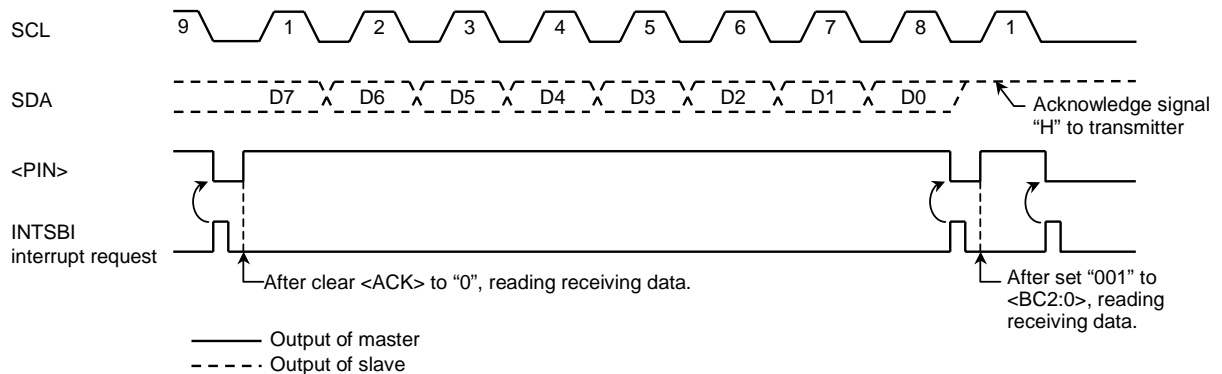 SCL 9 1 2 3 4 5 6 7 8 1
SDA D7 D6 D5 D4 D3 D2 D1 D0
Acknowledge signal
“H” to transmitter
<PIN>
INTSBI
interrupt request
After clear <ACK> to “0”, reading receiving data.
After set “001” to
<BC2:0>, reading
receiving data.
Output of master
Output of slave